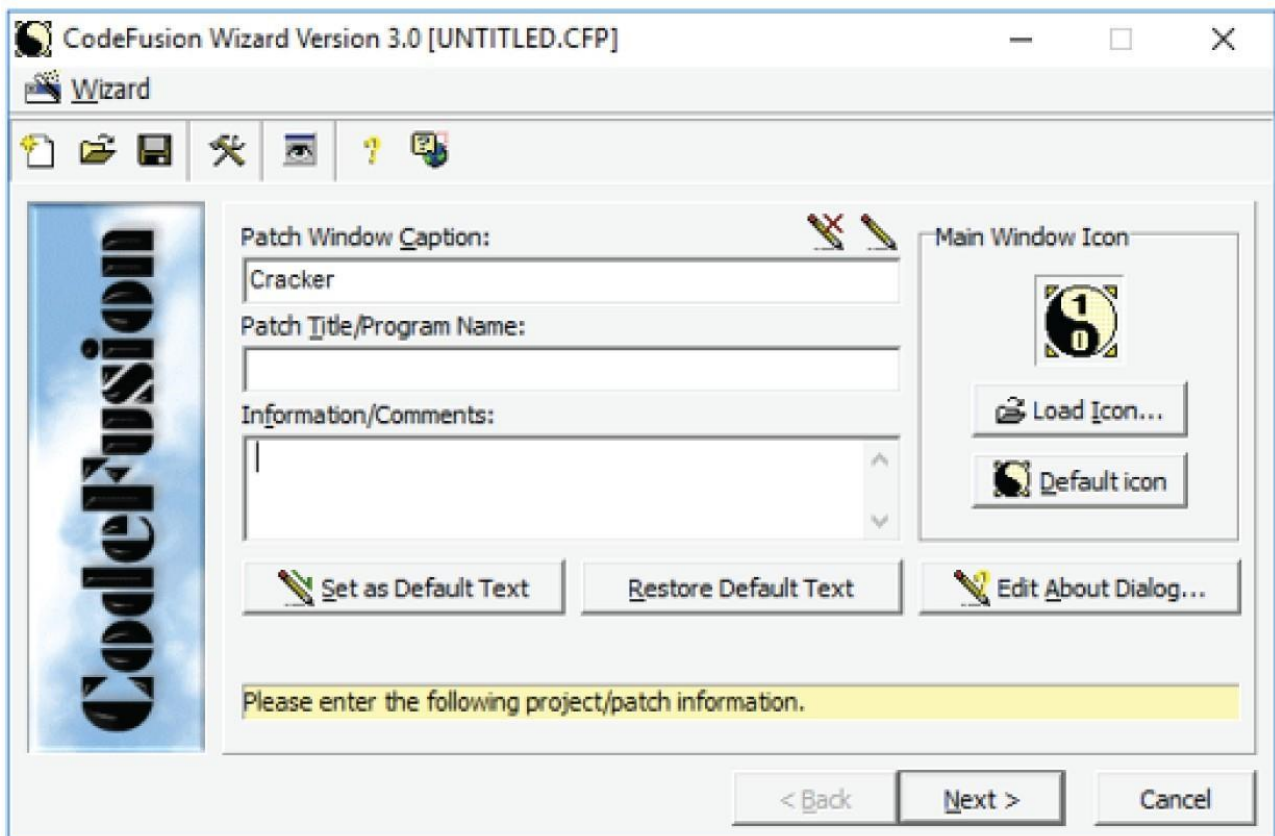 CodeFusion Wizard Version 3.0 [UNTITLED.CFP]
Wizard
CodeFusion
Patch Window Caption:
Cracker
Patch Title/Program Name:
Information/Comments:
Main Window Icon
1
0
Load Icon...
Default icon
Set as Default Text
Restore Default Text
Edit About Dialog...
Please enter the following project/patch information.
< Back
Next >
Cancel